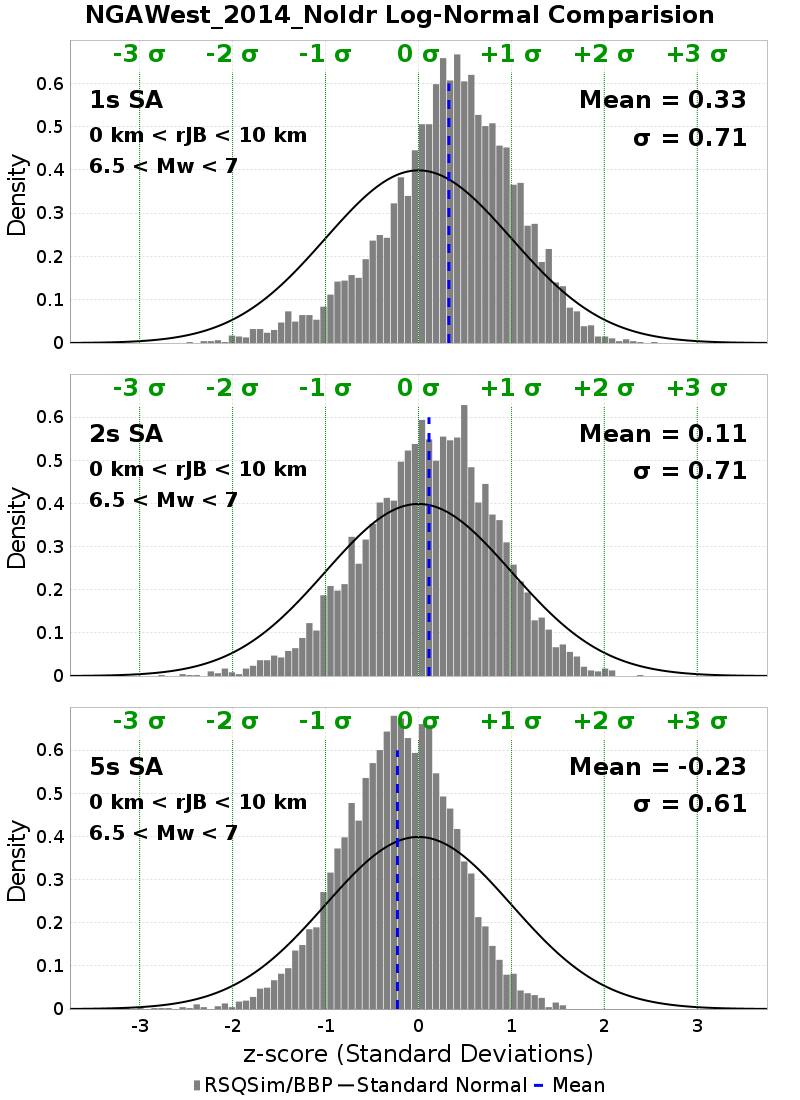 NGAWest_2014_NoIdr Log-Normal Comparision
-3 σ -2 σ -1 σ 0 σ +1 σ +2 σ +3 σ
1s SA
Mean = 0.33
0 km < rJB < 10 km
σ = 0.71
6.5 < Mw < 7
Density
0.6
0.5
0.4
0.3
0.2
0.1
0
-3 σ -2 σ -1 σ 0 σ +1 σ +2 σ +3 σ
2s SA
Mean = 0.11
0 km < rJB < 10 km
σ = 0.71
6.5 < Mw < 7
Density
0.6
0.5
0.4
0.3
0.2
0.1
0
-3 σ -2 σ -1 σ 0 σ +1 σ +2 σ +3 σ
5s SA
Mean = -0.23
0 km < rJB < 10 km
σ = 0.61
6.5 < Mw < 7
Density
0.6
0.5
0.4
0.3
0.2
0.1
0
-3 -2 -1 0 1 2 3
z-score (Standard Deviations)
RSQSim/BBP Standard Normal Mean